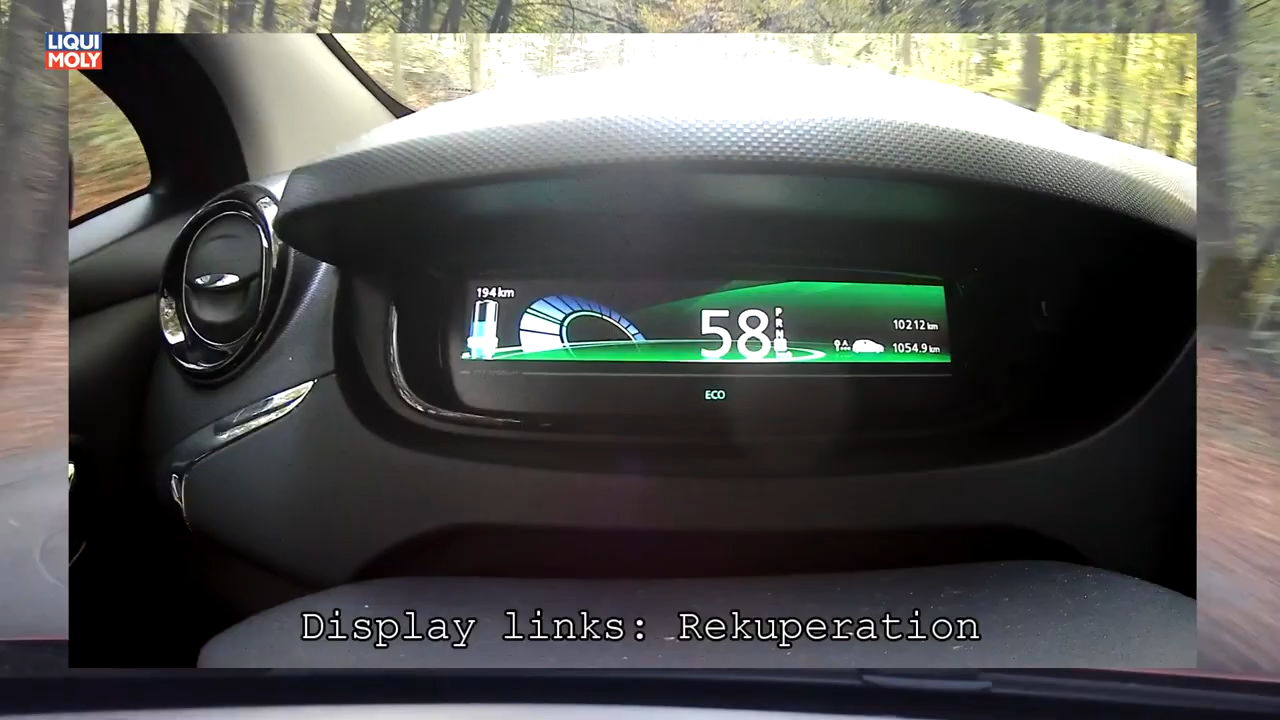 LIQUI
MOLY
194 km
58
P
R
N
10212 km
1054.9 km
ECO
Display links: Rekuperation